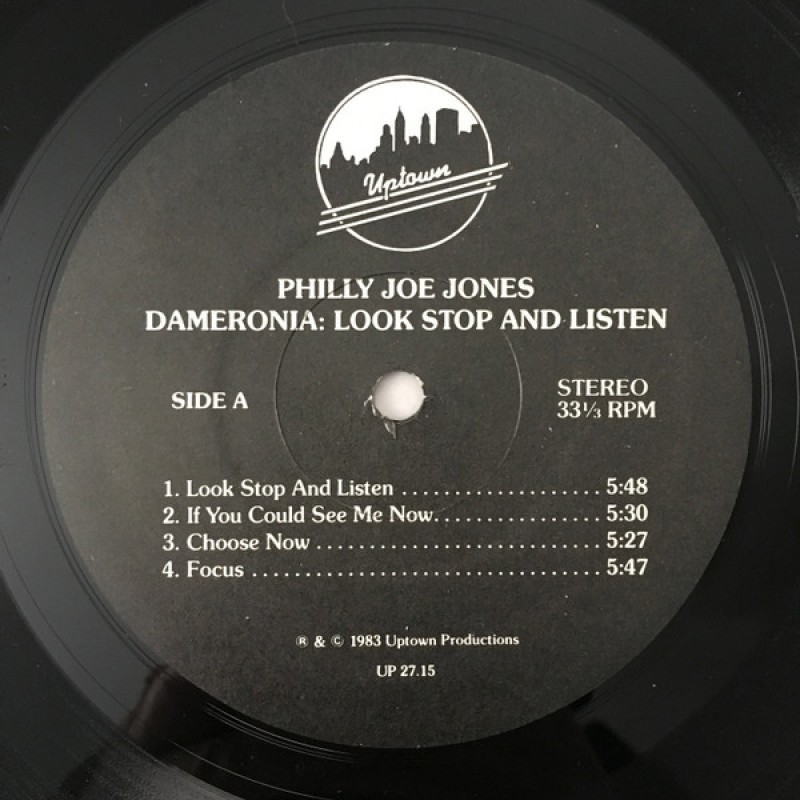 Uptown
PHILLY JOE JONES
DAMERONIA: LOOK STOP AND LISTEN
SIDE A
STEREO
33⅓ RPM
1. Look Stop And Listen .................. 5:48
2. If You Could See Me Now................ 5:30
3. Choose Now .......................... 5:27
4. Focus ................................ 5:47
® & © 1983 Uptown Productions
UP 27.15